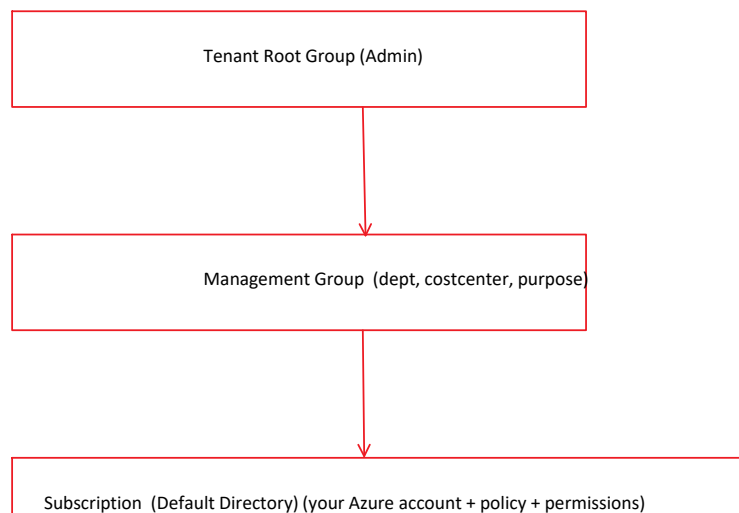 Tenant Root Group (Admin)
Management Group  (dept, costcenter, purpose)
Subscription  (Default Directory) (your Azure account + policy + permissions)